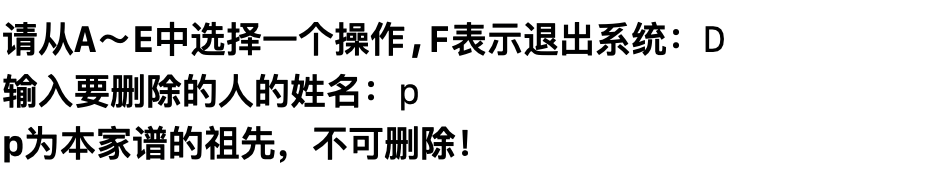 请从A～E中选择一个操作,F表示退出系统：D
输入要删除的人的姓名：p
p为本家谱的祖先，不可删除！